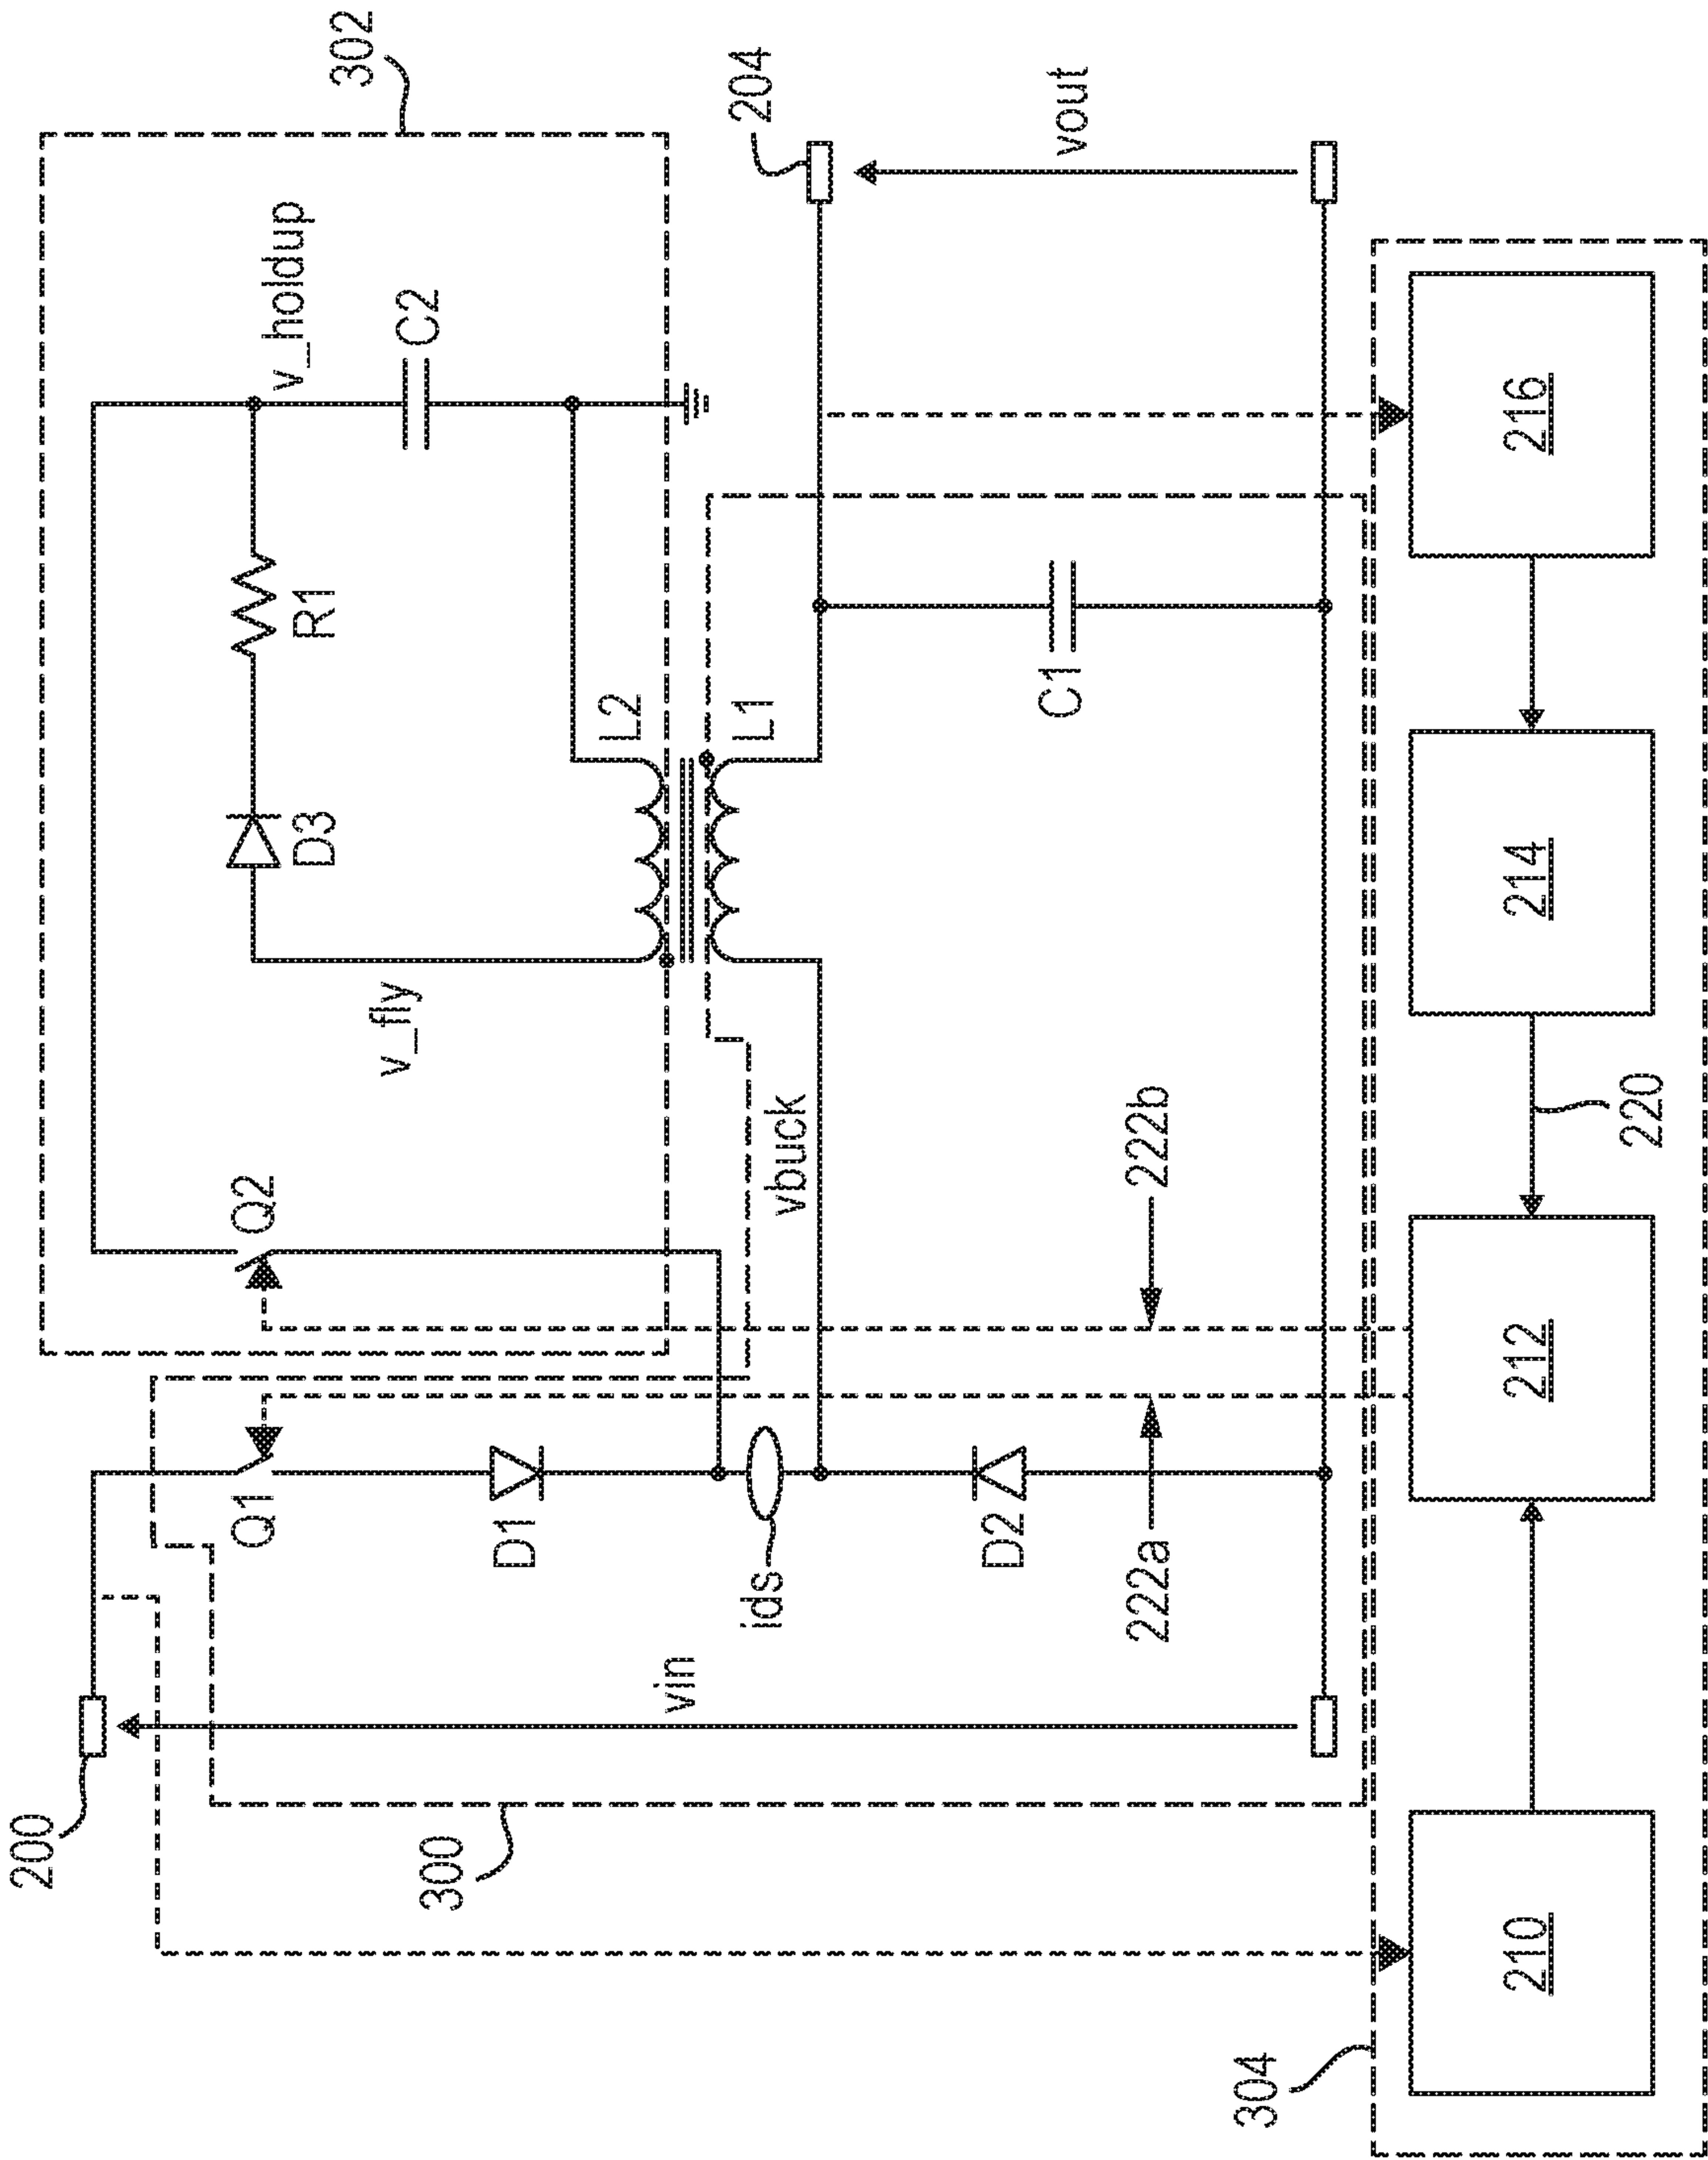 302
v_holdup
C2
R1
D3
L2
v_fly
Q2
204
vout
L1
C1
vbuck
222b
200
Q1
D1
ids
D2
222a
vin
300
304
210
212
220
214
216